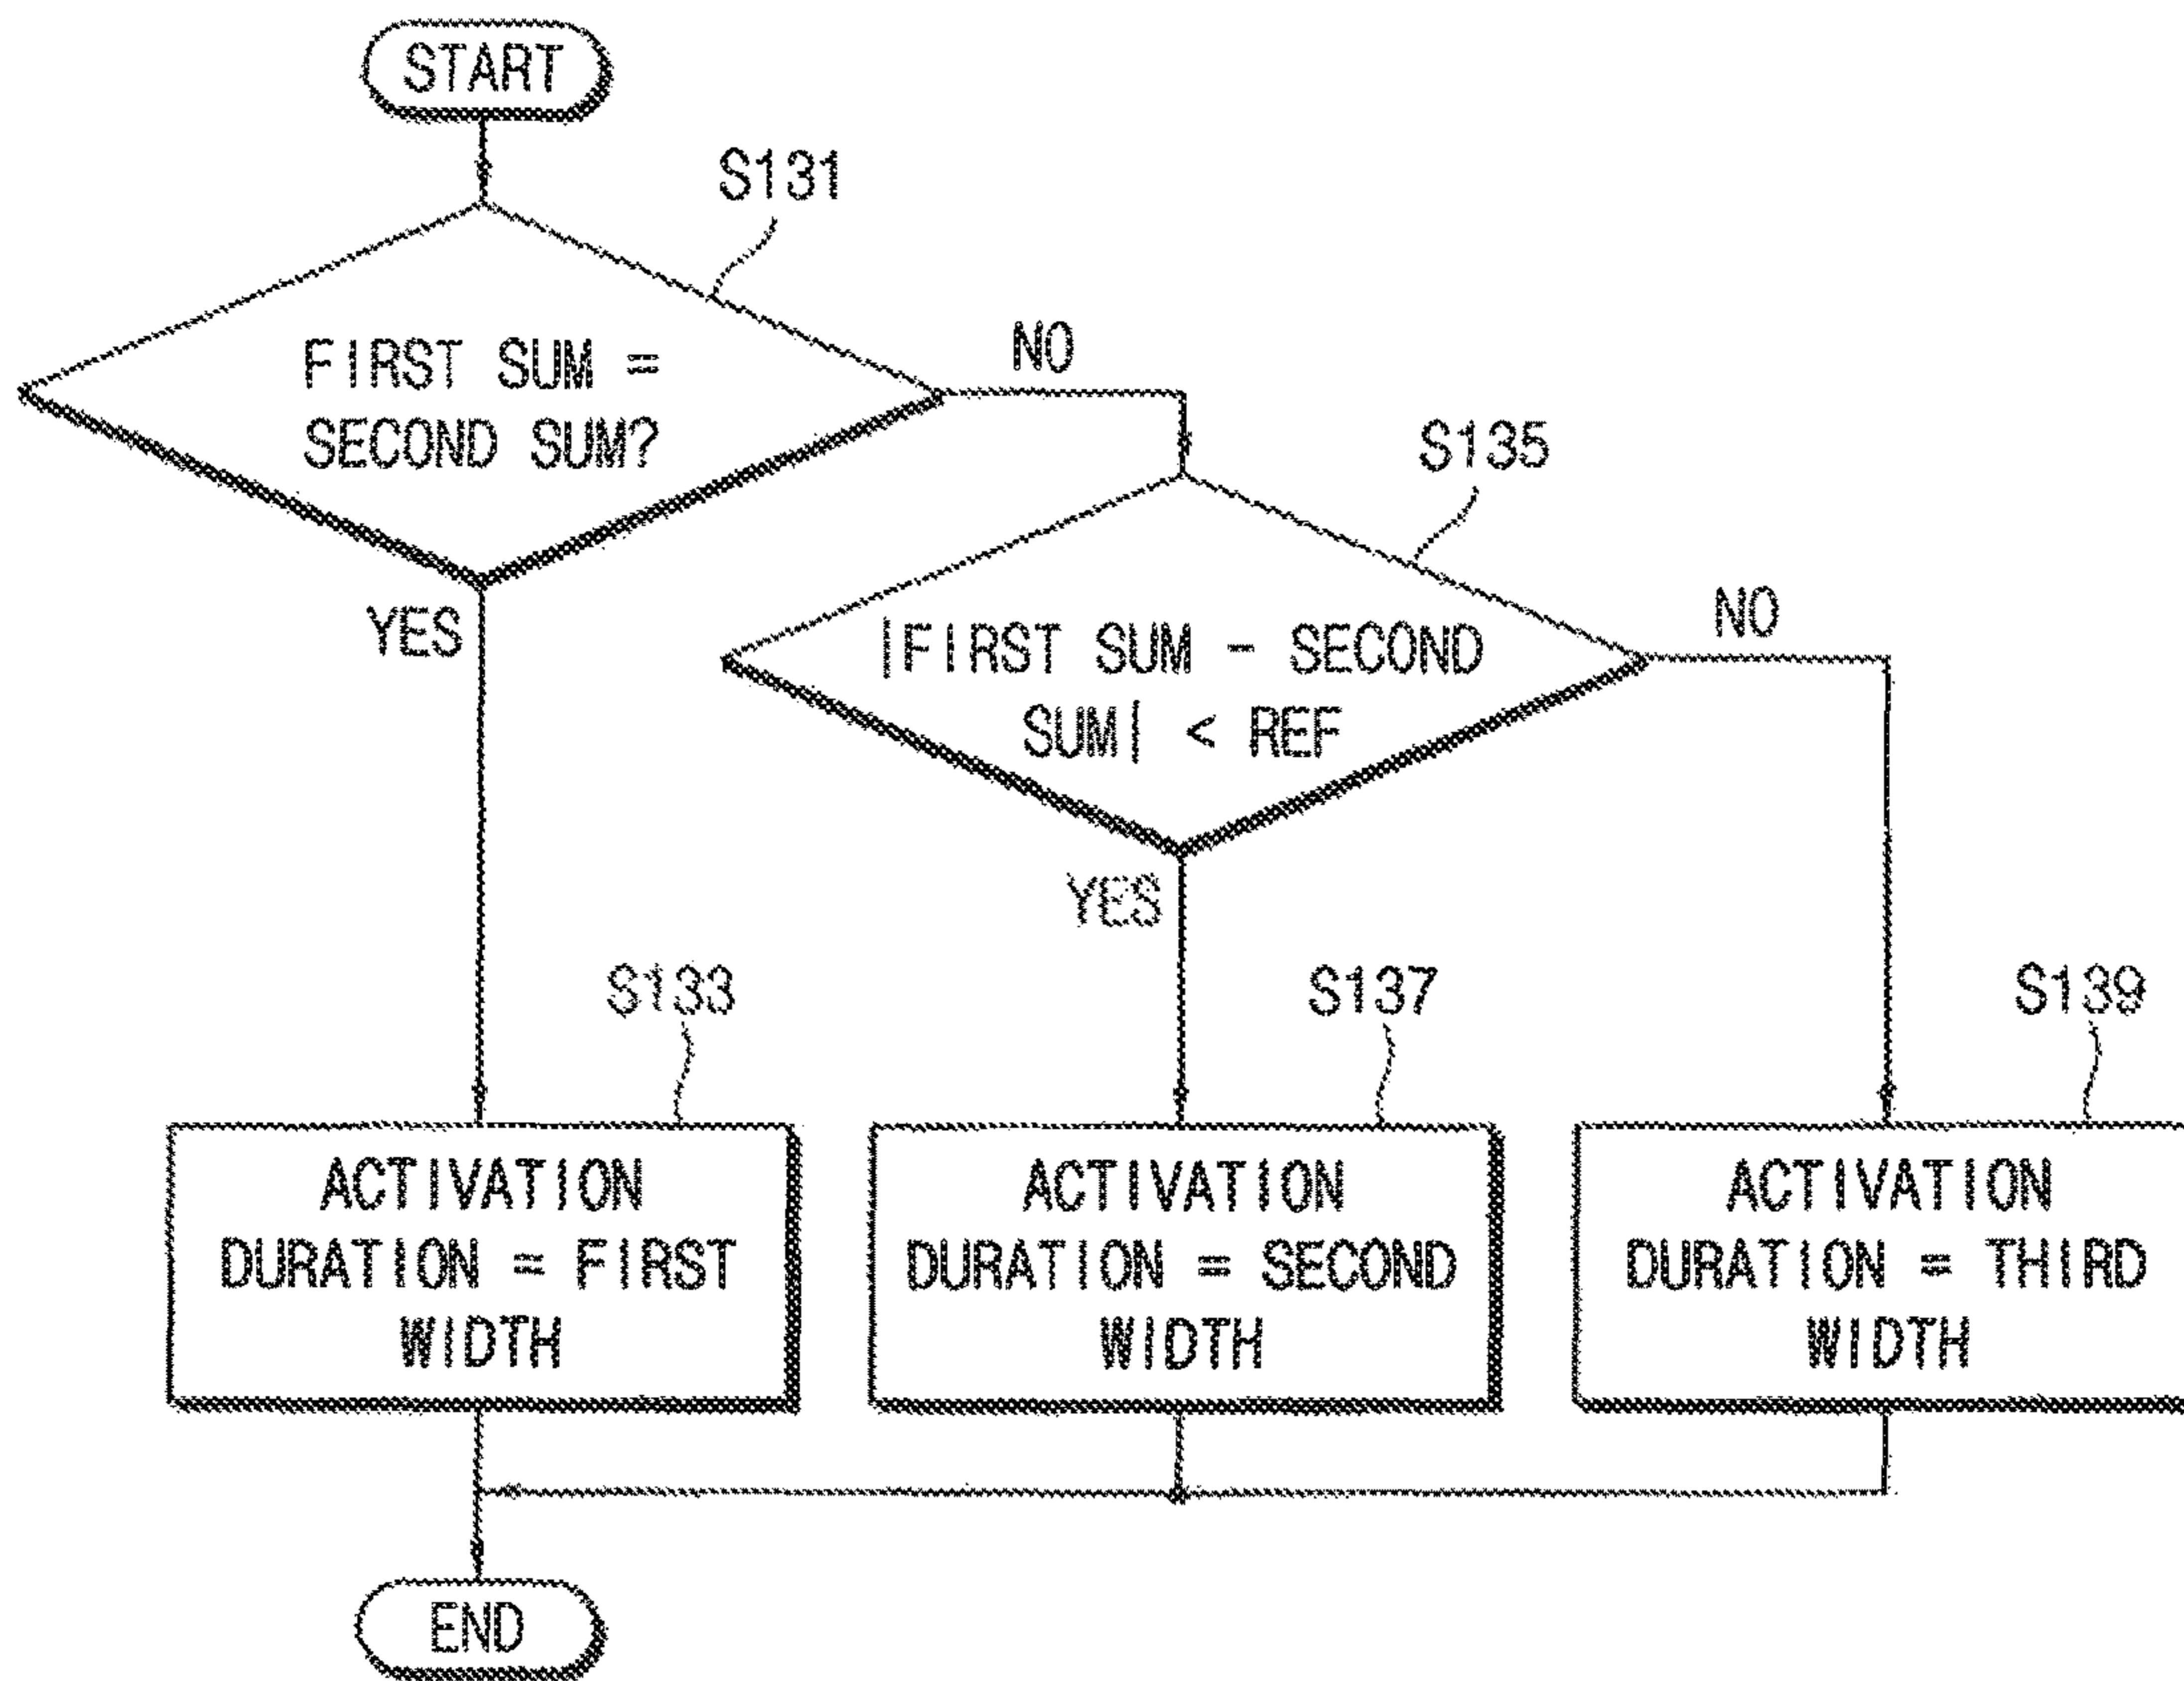 START
S131
FIRST SUM =
SECOND SUM?
NO
YES
S135
|FIRST SUM - SECOND
SUM| < REF
NO
YES
S133
ACTIVATION
DURATION = FIRST
WIDTH
S137
ACTIVATION
DURATION = SECOND
WIDTH
S139
ACTIVATION
DURATION = THIRD
WIDTH
END